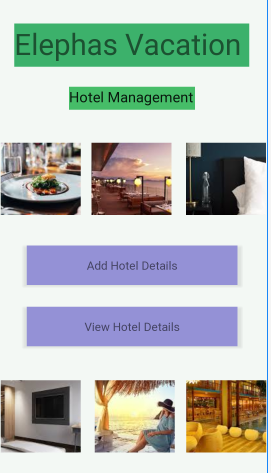 Elephas Vacation
Hotel Management
Add Hotel Details
View Hotel Details